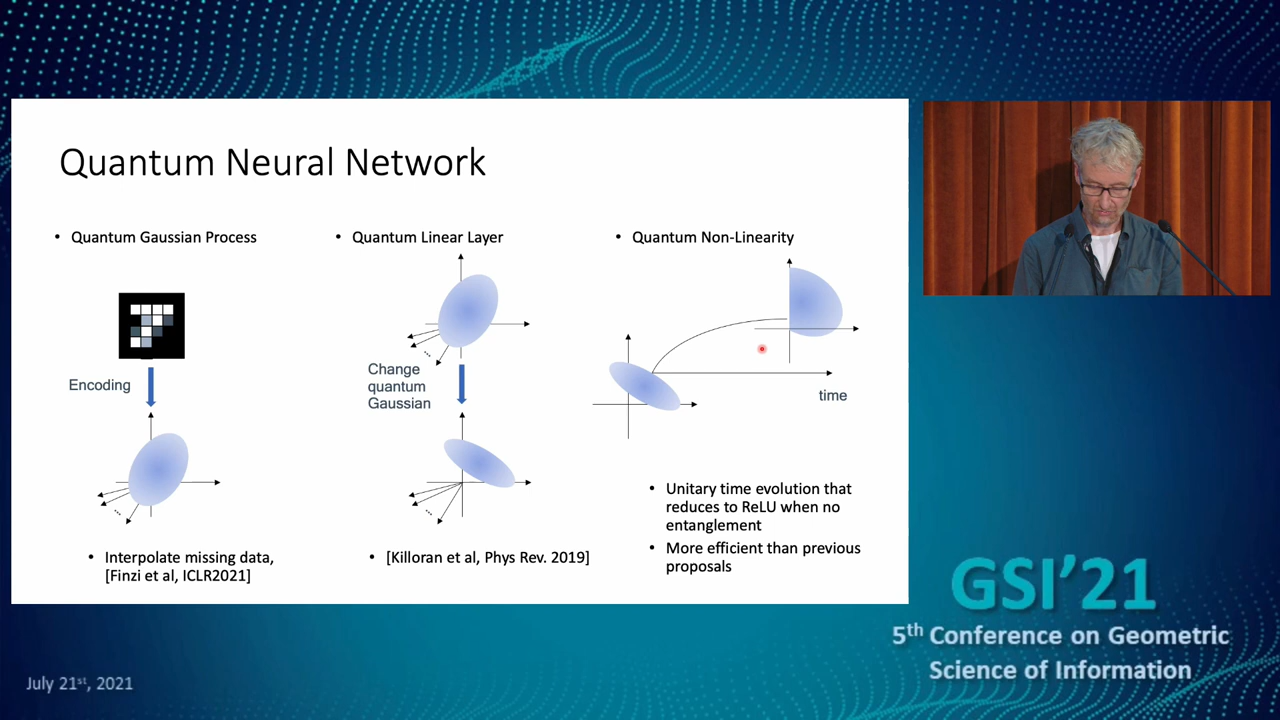 Quantum Neural Network
• Quantum Gaussian Process
Encoding
• Interpolate missing data,
[Finzi et al, ICLR2021]
• Quantum Linear Layer
Change
quantum
Gaussian
• [Killoran et al, Phys Rev. 2019]
• Quantum Non-Linearity
time
• Unitary time evolution that
reduces to ReLU when no
entanglement
• More efficient than previous
proposals
GSI'21
5th Conference on Geometric
Science of Information
July 21st, 2021